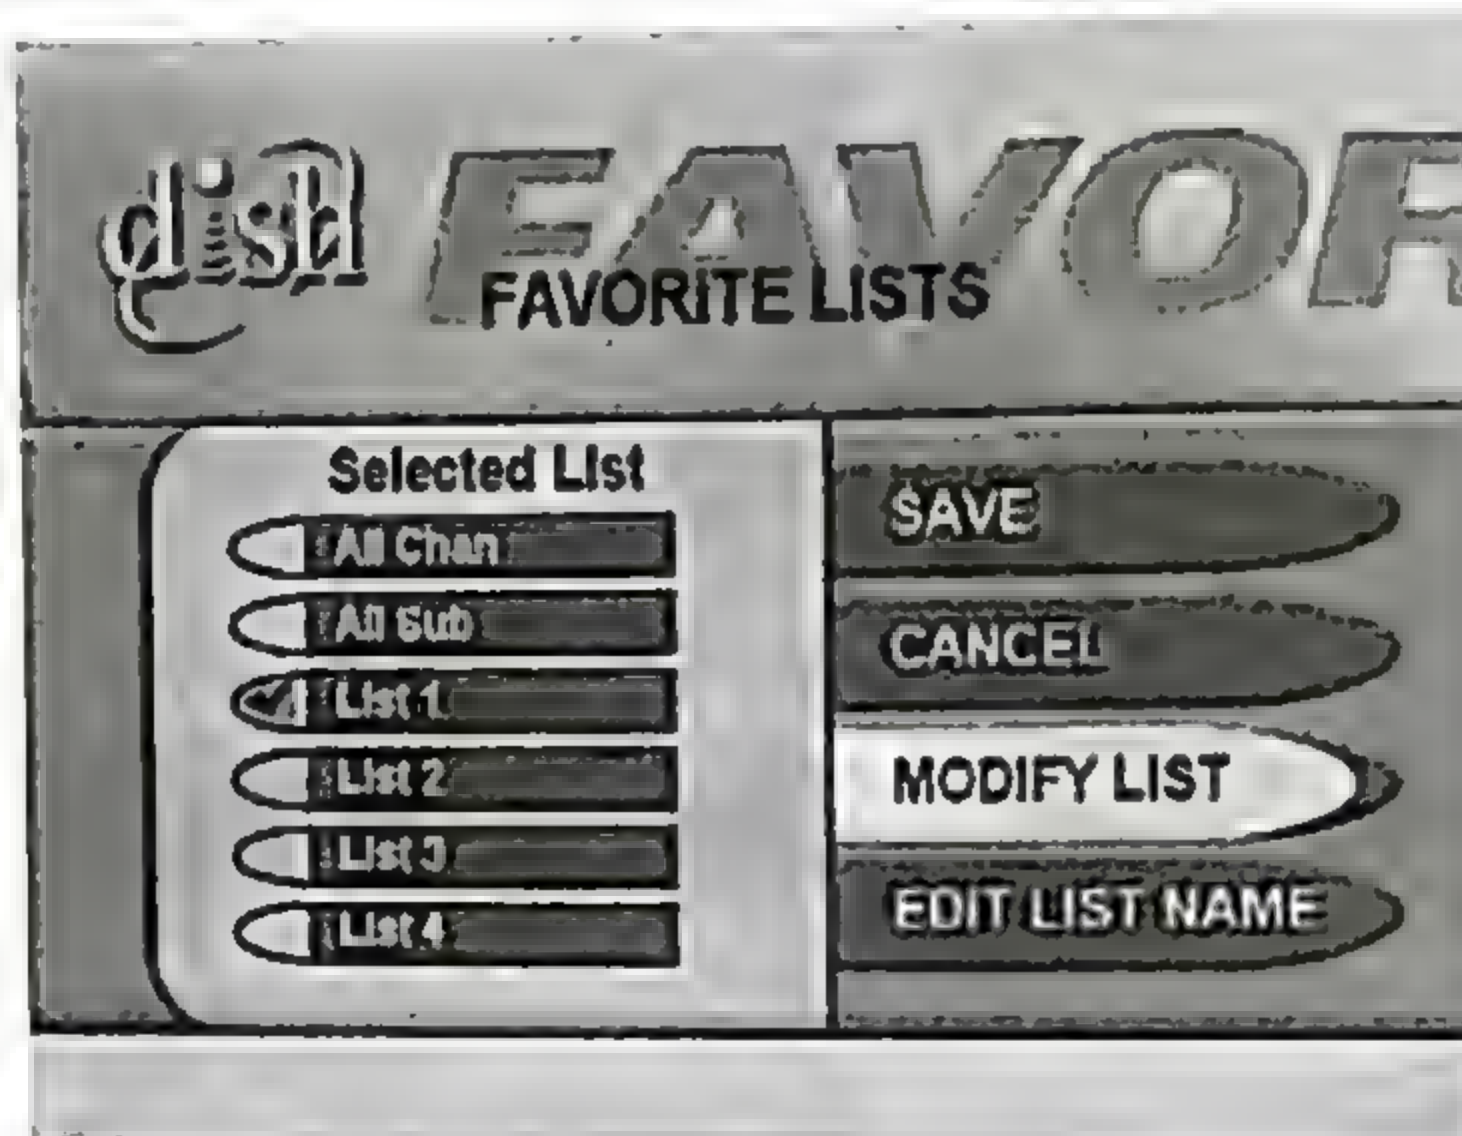 dish
FAVOR
FAVORITE LISTS
Selected List
All Chan
All Sub
List 1
List 2
List 3
List 4
SAVE
CANCEL
MODIFY LIST
EDIT LIST NAME